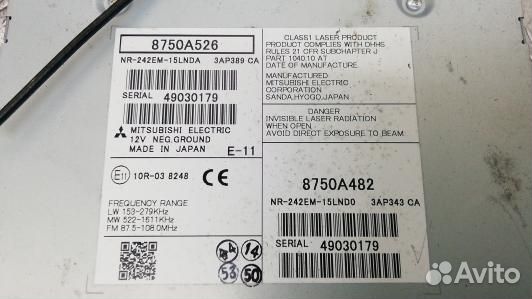 8750A526
NR-242EM-15LNDA 3AP389 CA
SERIAL 49030179
MITSUBISHI ELECTRIC
12V NEG.GROUND
MADE IN JAPAN E-11
E11 10R-03 8248 CE
FREQUENCY RANGE
LW 153-279KHz
MW 522-1611KHz
FM 87.5-108.0MHz
CLASS1 LASER PRODUCT
PRODUCT COMPLIES WITH DHHS
RULES 21 CFR SUBCHAPTER J
PART 1040.10 AT
DATE OF MANUFACTURE.
MANUFACTURED
MITSUBISHI ELECTRIC
CORPORATION
SANDA,HYOGO,JAPAN
DANGER
INVISIBLE LASER RADIATION
WHEN OPEN.
AVOID DIRECT EXPOSURE TO BEAM.
8750A482
NR-242EM-15LND0 3AP343 CA
SERIAL 49030179
14
53 50
Avito